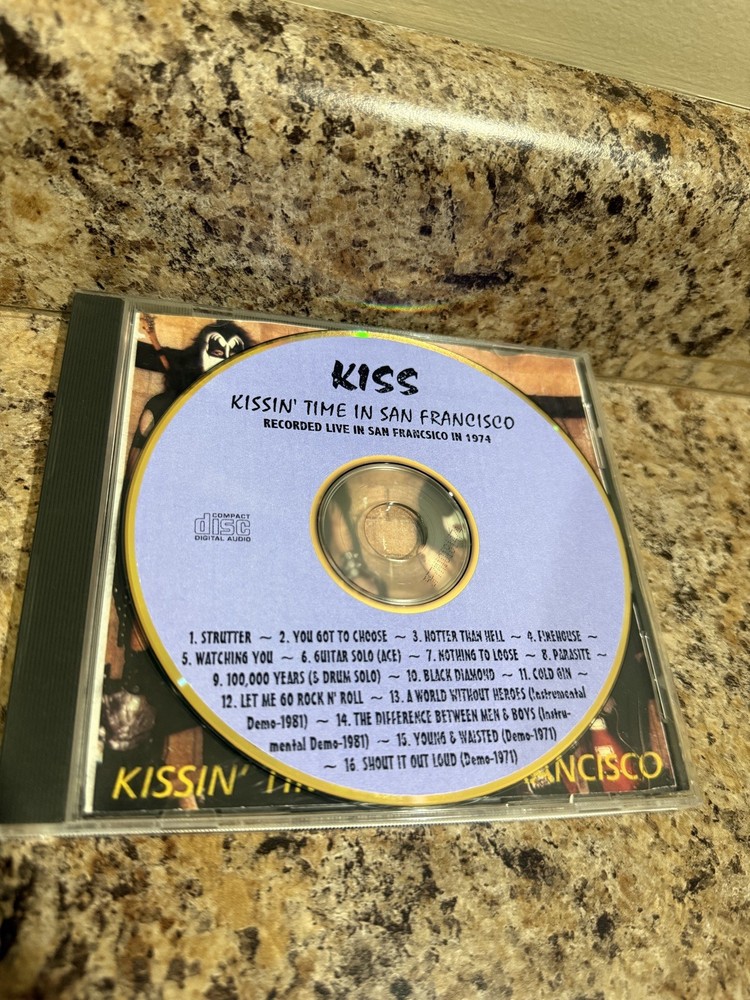 KISS
KISSIN' TIME IN SAN FRANCISCO
RECORDED LIVE IN SAN FRANCSICO IN 1974
COMPACT
disc
DIGITAL AUDIO
1. STRUTTER ~ 2. YOU GOT TO CHOOSE ~ 3. HOTTER THAN HELL ~ 4. FIREHOUSE ~
5. WATCHING YOU ~ 6. GUITAR SOLO (ACE) ~ 7. NOTHING TO LOOSE ~ 8. PARASITE ~
9. 100,000 YEARS (& DRUM SOLO) ~ 10. BLACK DIAMOND ~ 11. COLD GIN ~
12. LET ME GO ROCK N' ROLL ~ 13. A WORLD WITHOUT HEROES (Instrumental
Demo-1981) ~ 14. THE DIFFERENCE BETWEEN MEN & BOYS (Instru-
mental Demo-1981) ~ 15. YOUNG & WAISTED (Demo-1971)
~ 16. SHOUT IT OUT LOUD (Demo-1971)
KISSIN' ANCISCO